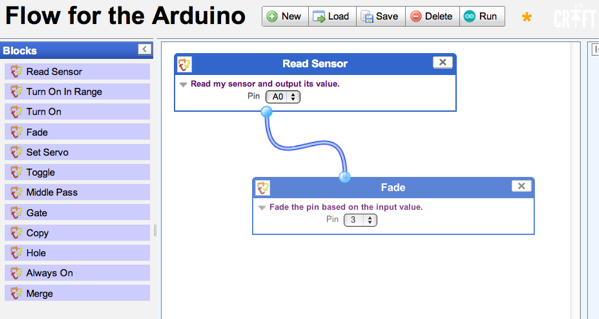 Flow for the Arduino
New Load Save Delete Run *
CRAFT
Blocks
Read Sensor
Turn On In Range
Turn On
Fade
Set Servo
Toggle
Middle Pass
Gate
Copy
Hole
Always On
Merge
Read Sensor
Read my sensor and output its value.
Pin A0
Fade
Fade the pin based on the input value.
Pin 3